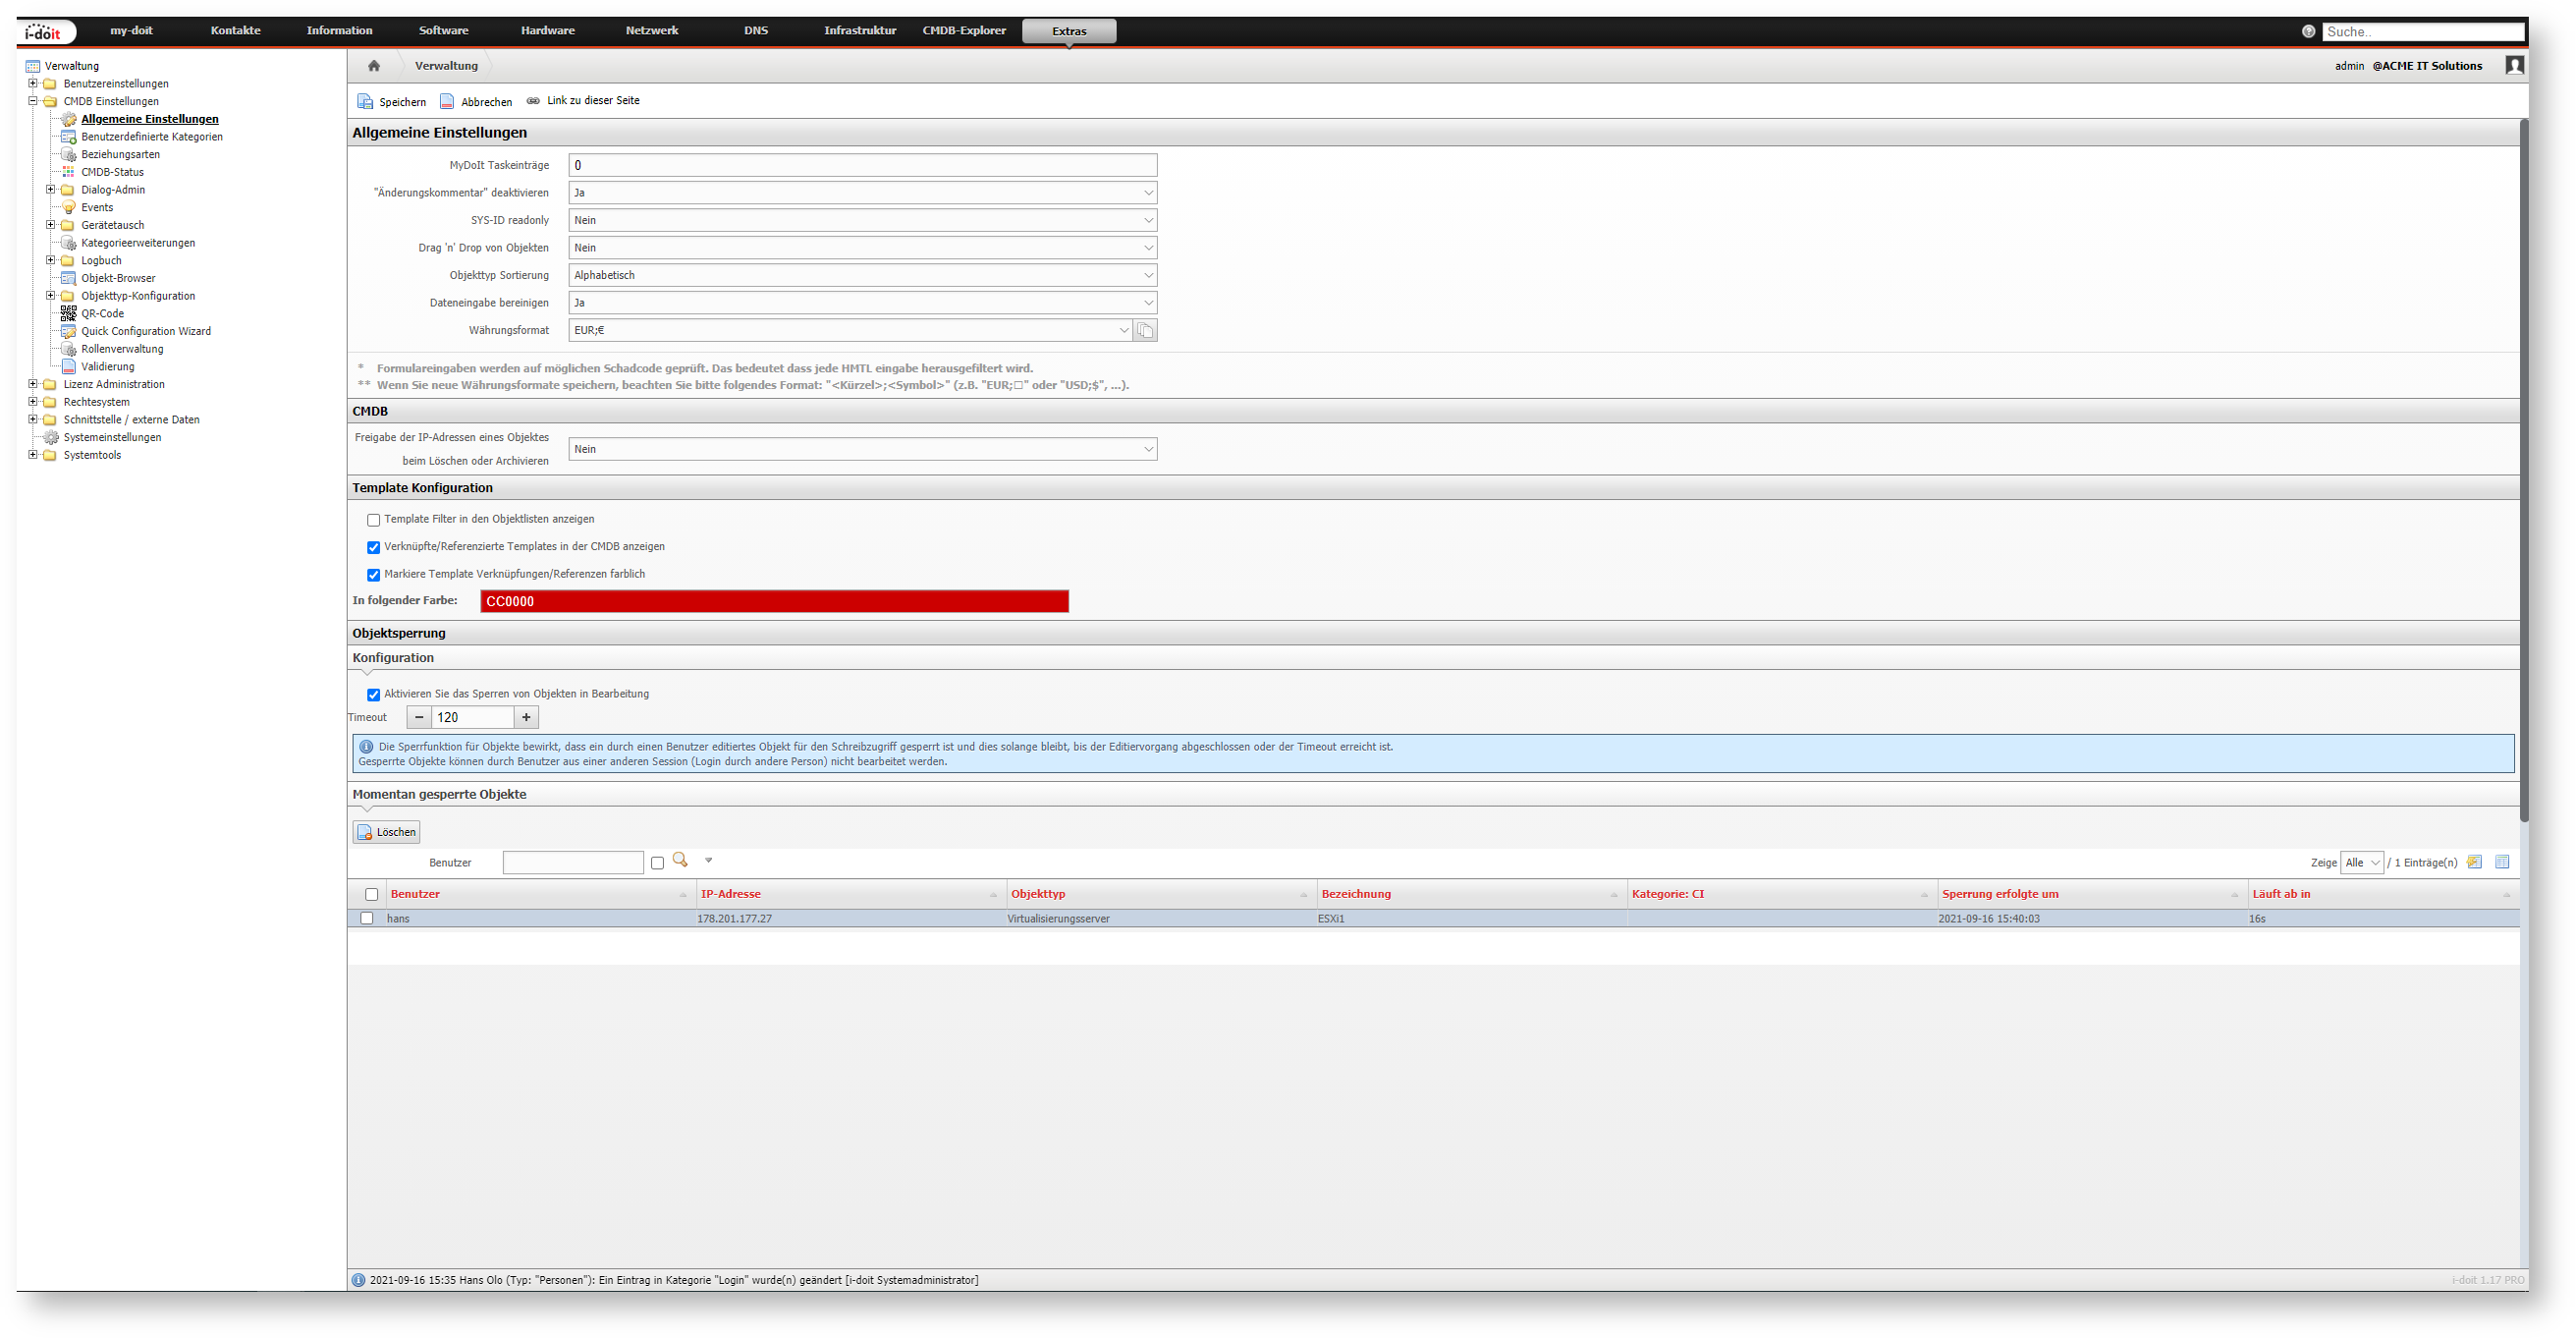 i-doit
my-doit Kontakte Information Software Hardware Netzwerk DNS Infrastruktur CMDB-Explorer Extras
Suche..
Verwaltung
Benutzereinstellungen
CMDB Einstellungen
Allgemeine Einstellungen
Benutzerdefinierte Kategorien
Beziehungsarten
CMDB-Status
Dialog-Admin
Events
Gerätetausch
Kategorieerweiterungen
Logbuch
Objekt-Browser
Objekttyp-Konfiguration
QR-Code
Quick Configuration Wizard
Rollenverwaltung
Validierung
Lizenz Administration
Rechtesystem
Schnittstelle / externe Daten
Systemeinstellungen
Systemtools
Verwaltung
admin @ACME IT Solutions
Speichern Abbrechen Link zu dieser Seite
Allgemeine Einstellungen
MyDoIt Taskeinträge 0
"Änderungskommentar" deaktivieren Ja
SYS-ID readonly Nein
Drag 'n' Drop von Objekten Nein
Objekttyp Sortierung Alphabetisch
Dateneingabe bereinigen Ja
Währungsformat EUR;€
* Formulareingaben werden auf möglichen Schadcode geprüft. Das bedeutet dass jede HMTL eingabe herausgefiltert wird.
** Wenn Sie neue Währungsformate speichern, beachten Sie bitte folgendes Format: "<Kürzel>;<Symbol>" (z.B. "EUR;□" oder "USD;$", ...).
CMDB
Freigabe der IP-Adressen eines Objektes
beim Löschen oder Archivieren
Nein
Template Konfiguration
Template Filter in den Objektlisten anzeigen
Verknüpfte/Referenzierte Templates in der CMDB anzeigen
Markiere Template Verknüpfungen/Referenzen farblich
In folgender Farbe: CC0000
Objektsperrung
Konfiguration
Aktivieren Sie das Sperren von Objekten in Bearbeitung
Timeout − 120 +
Die Sperrfunktion für Objekte bewirkt, dass ein durch einen Benutzer editiertes Objekt für den Schreibzugriff gesperrt ist und dies solange bleibt, bis der Editiervorgang abgeschlossen oder der Timeout erreicht ist.
Gesperrte Objekte können durch Benutzer aus einer anderen Session (Login durch andere Person) nicht bearbeitet werden.
Momentan gesperrte Objekte
Löschen
Benutzer
Zeige Alle / 1 Einträge(n)
Benutzer IP-Adresse Objekttyp Bezeichnung Kategorie: CI Sperrung erfolgte um Läuft ab in
hans 178.201.177.27 Virtualisierungsserver ESXi1 2021-09-16 15:40:03 16s
2021-09-16 15:35 Hans Olo (Typ: "Personen"): Ein Eintrag in Kategorie "Login" wurde(n) geändert [i-doit Systemadministrator]
i-doit 1.17 PRO